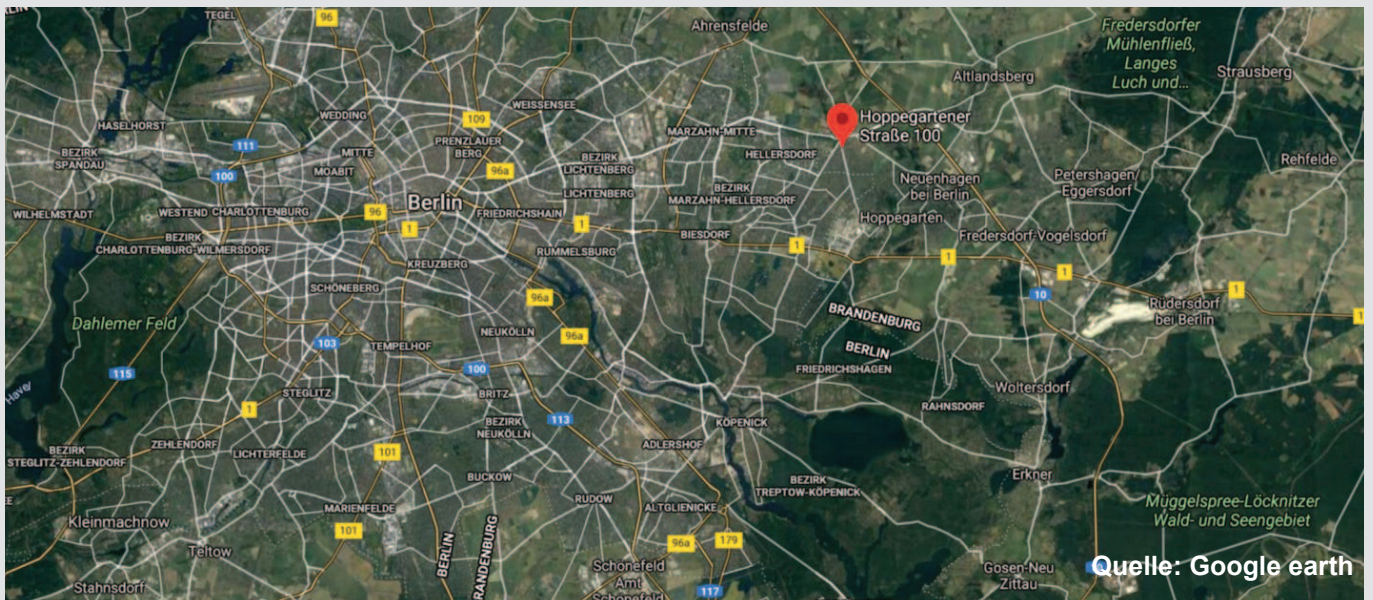 TEGEL
96
Ahrensfelde
Fredersdorfer
Mühlenfließ,
Langes
Luch und...
Altlandsberg
Strausberg
WEISSENSEE
WEDDING
109
HASELHORST
Hoppegartener
Straße 100
MARZAHN-MITTE
PRENZLAUER
BERG
111
MITTE
BEZIRK
SPANDAU
MOABIT
BEZIRK
LICHTENBERG
HELLERSDORF
Rehfelde
100
96a
Petershagen/
Eggersdorf
Neuenhagen
bei Berlin
LICHTENBERG
BEZIRK
MARZAHN-HELLERSDORF
Berlin
WILHELMSTADT
WESTEND
CHARLOTTENBURG
96
FRIEDRICHSHAIN
1
Hoppegarten
1
BIESDORF
Fredersdorf-Vogelsdorf
BEZIRK
CHARLOTTENBURG-WILMERSDORF
RUMMELSBURG
1
1
KREUZBERG
1
SCHÖNEBERG
96a
10
1
Rüdersdorf
bei Berlin
1
BRANDENBURG
Dahlemer Feld
NEUKÖLLN
96a
103
TEMPELHOF
BERLIN
FRIEDRICHSHAGEN
115
100
Havel
STEGLITZ
BRITZ
Woltersdorf
1
RAHNSDORF
113
KÖPENICK
BEZIRK
NEUKÖLLN
ZEHLENDORF
ADLERSHOF
BEZIRK
STEGLITZ-ZEHLENDORF
LICHTERFELDE
101
BUCKOW
Erkner
BEZIRK
TREPTOW-KÖPENICK
RUDOW
MARIENFELDE
ALTGLIENICKE
Müggelspree-Löcknitzer
Wald- und Seengebiet
Kleinmachnow
101
Teltow
BERLIN
BRANDENBURG
96a
179
Schönefeld
Amt
Schönefeld
Gosen-Neu
Zittau
Quelle: Google earth
Stahnsdorf
117